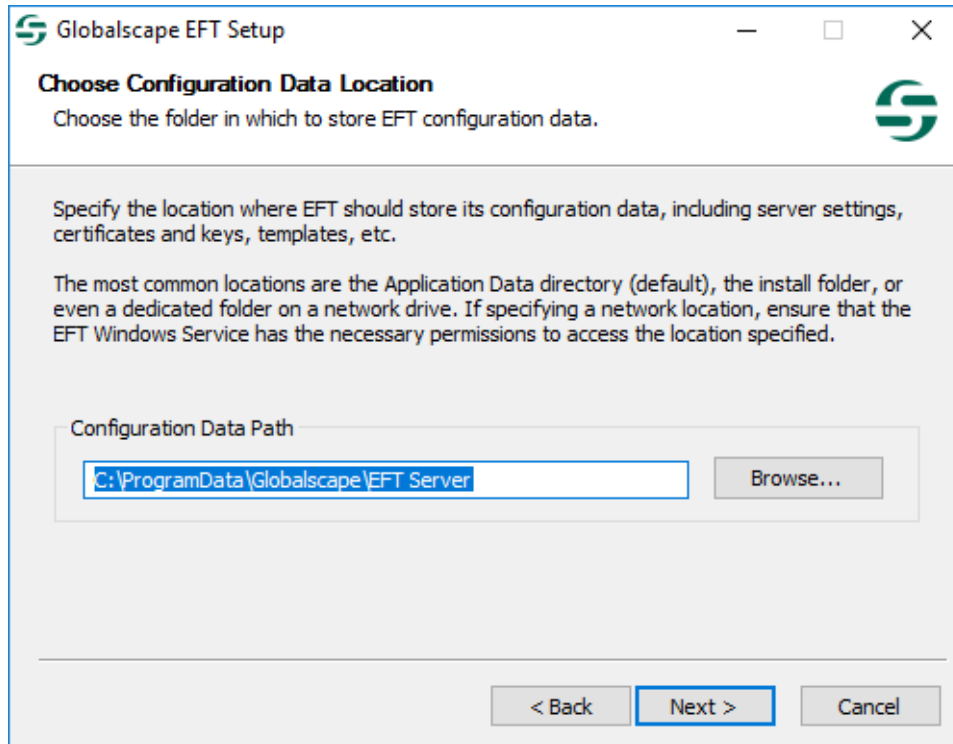 Globalscape EFT Setup
Choose Configuration Data Location
Choose the folder in which to store EFT configuration data.
Specify the location where EFT should store its configuration data, including server settings,
certificates and keys, templates, etc.
The most common locations are the Application Data directory (default), the install folder, or
even a dedicated folder on a network drive. If specifying a network location, ensure that the
EFT Windows Service has the necessary permissions to access the location specified.
Configuration Data Path
C:\ProgramData\Globalscape\EFT Server
Browse...
< Back
Next >
Cancel